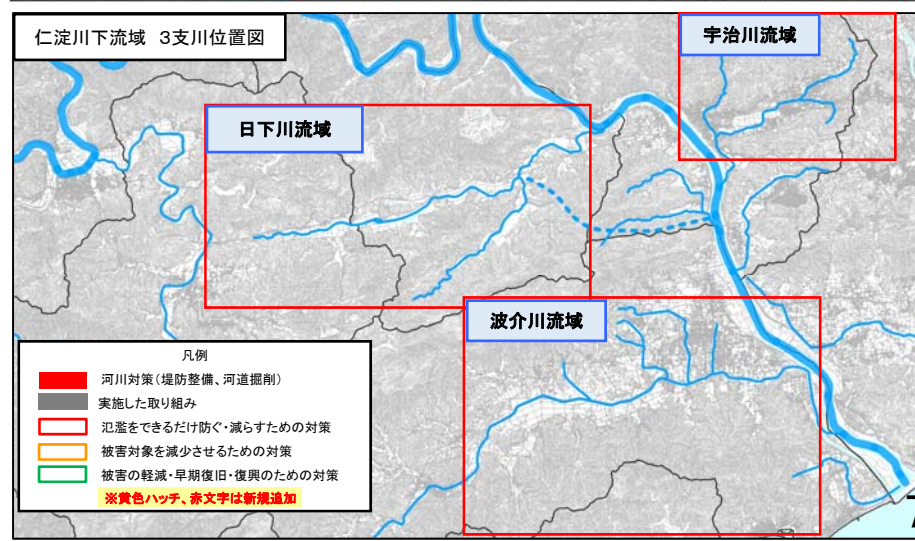 仁淀川下流域 3支川位置図
宇治川流域
日下川流域
波介川流域
凡例
河川対策(堤防整備、河道掘削)
実施した取り組み
氾濫をできるだけ防ぐ・減らすための対策
被害対象を減少させるための対策
被害の軽減・早期復旧・復興のための対策
※黄色ハッチ、赤文字は新規追加